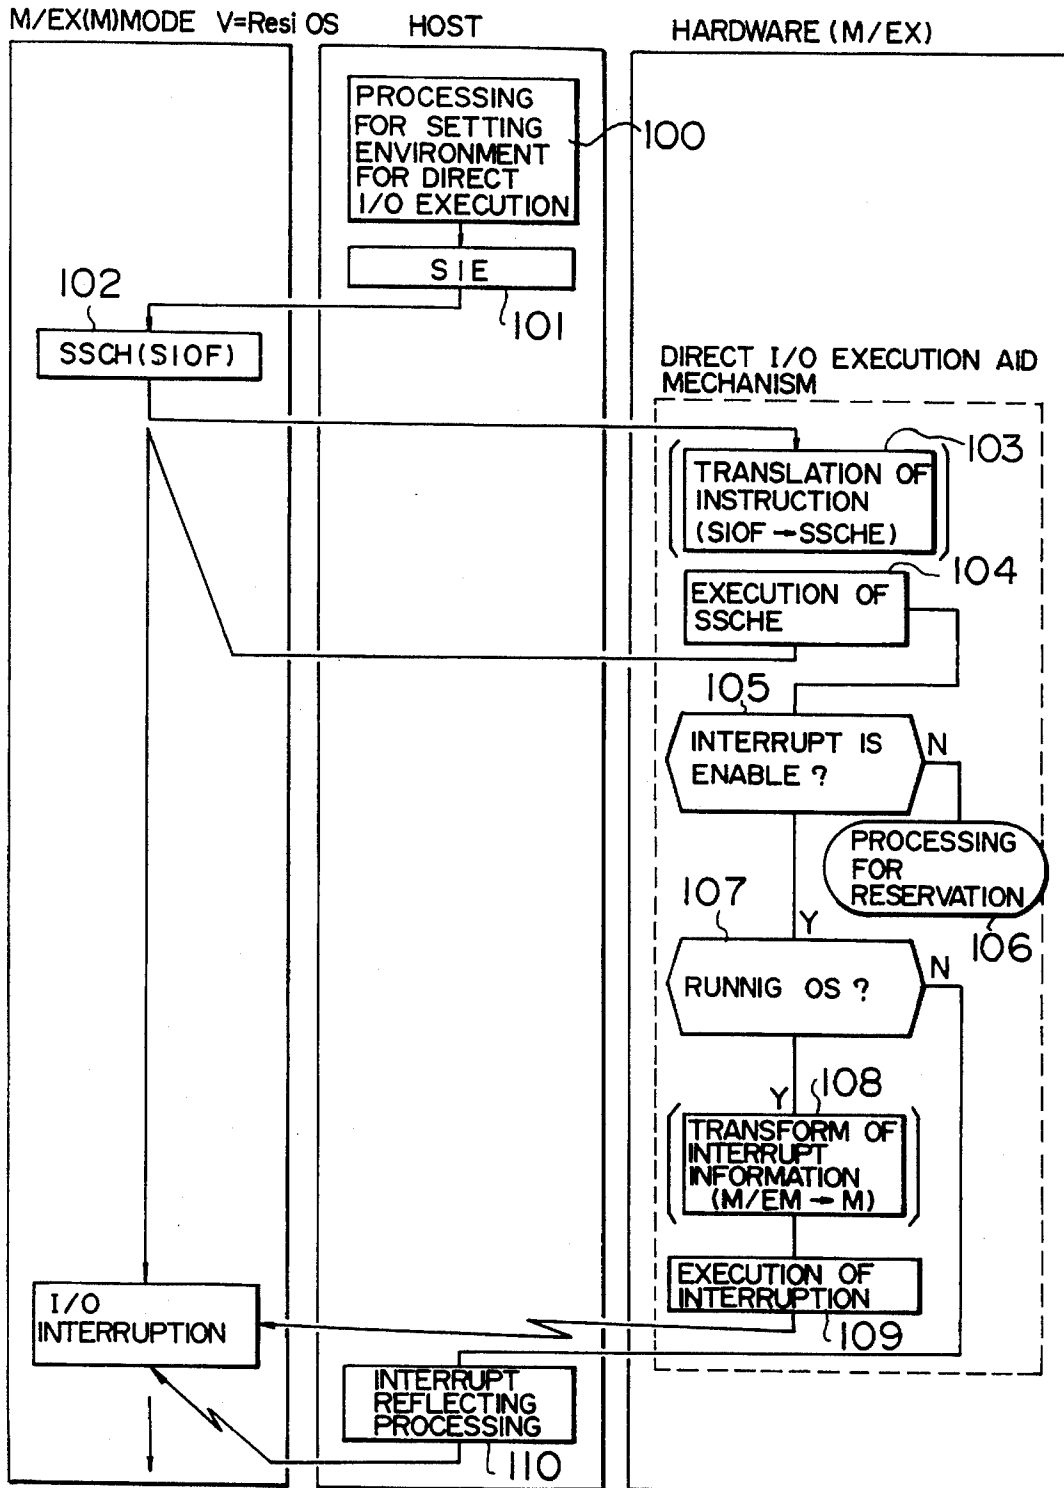 M/EX(M)MODE V=Resi OS
HOST
HARDWARE (M/EX)
PROCESSING
FOR SETTING
ENVIRONMENT
FOR DIRECT
I/O EXECUTION
100
SIE
101
102
SSCH(SIOF)
DIRECT I/O EXECUTION AID
MECHANISM
103
TRANSLATION OF
INSTRUCTION
(SIOF → SSCHE)
104
EXECUTION OF
SSCHE
105
INTERRUPT IS
ENABLE ?
N
PROCESSING
FOR
RESERVATION
106
Y
107
RUNNIG OS ?
N
Y
108
TRANSFORM OF
INTERRUPT
INFORMATION
(M/EM → M)
EXECUTION OF
INTERRUPTION
109
I/O
INTERRUPTION
INTERRUPT
REFLECTING
PROCESSING
110